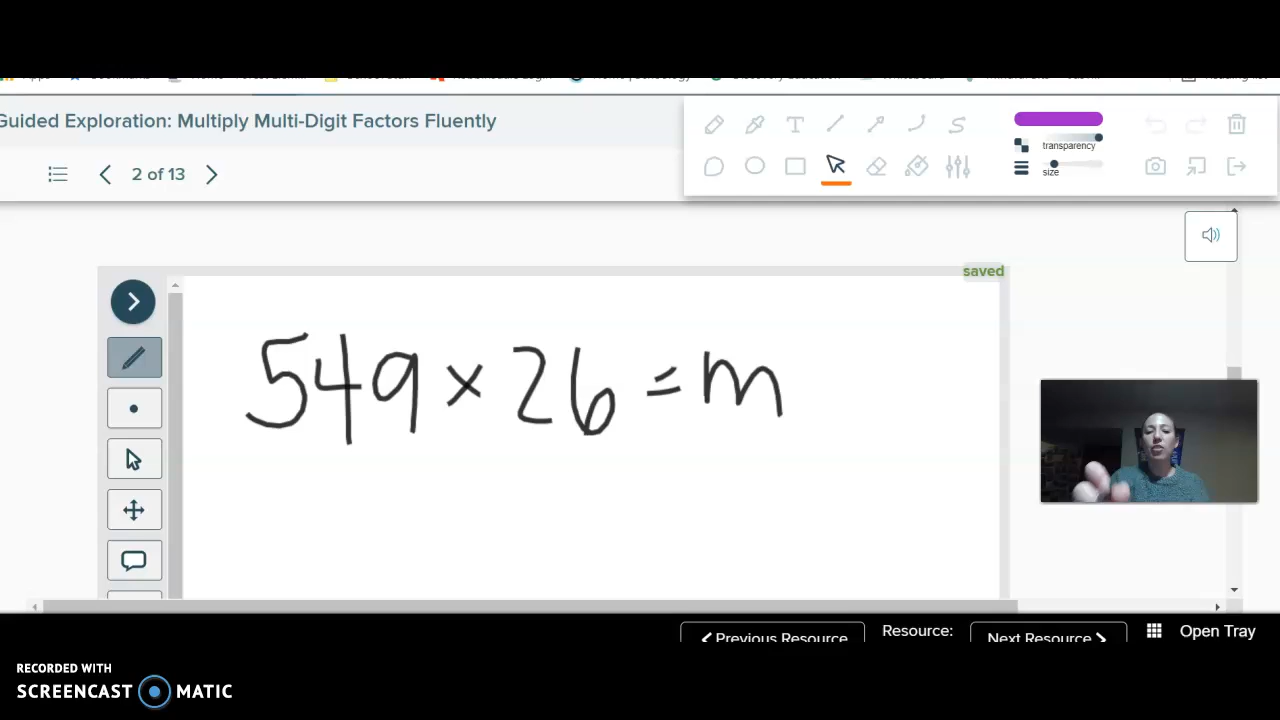 Guided Exploration: Multiply Multi-Digit Factors Fluently
2 of 13
transparency
size
saved
549 × 26 = m
Previous Resource
Resource:
Next Resource
Open Tray
RECORDED WITH
SCREENCAST MATIC